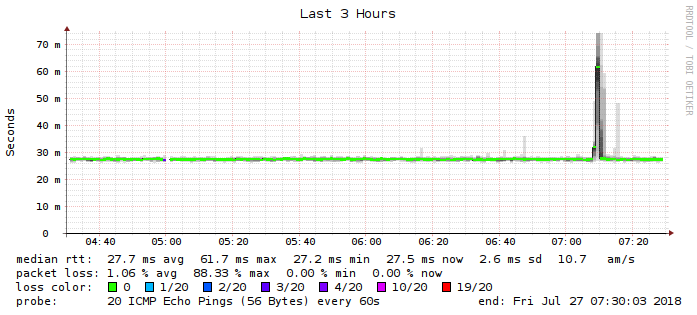 Last 3 Hours
RRDTOOL / TOBI OETIKER
Seconds
70 m
60 m
50 m
40 m
30 m
20 m
10 m
0
04:40 05:00 05:20 05:40 06:00 06:20 06:40 07:00 07:20
median rtt: 27.7 ms avg 61.7 ms max 27.2 ms min 27.5 ms now 2.6 ms sd 10.7 am/s
packet loss: 1.06 % avg 88.33 % max 0.00 % min 0.00 % now
loss color: 0 1/20 2/20 3/20 4/20 10/20 19/20
probe: 20 ICMP Echo Pings (56 Bytes) every 60s end: Fri Jul 27 07:30:03 2018